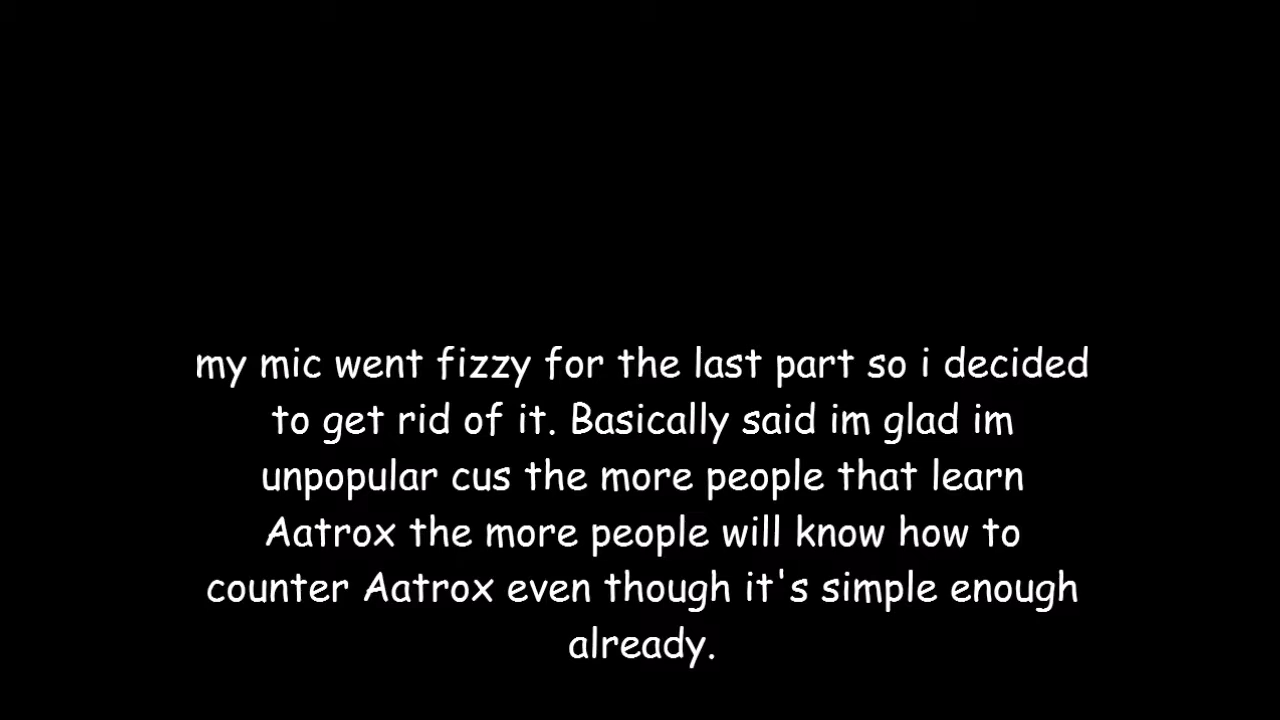 my mic went fizzy for the last part so i decided
to get rid of it. Basically said im glad im
unpopular cus the more people that learn
Aatrox the more people will know how to
counter Aatrox even though it's simple enough
already.